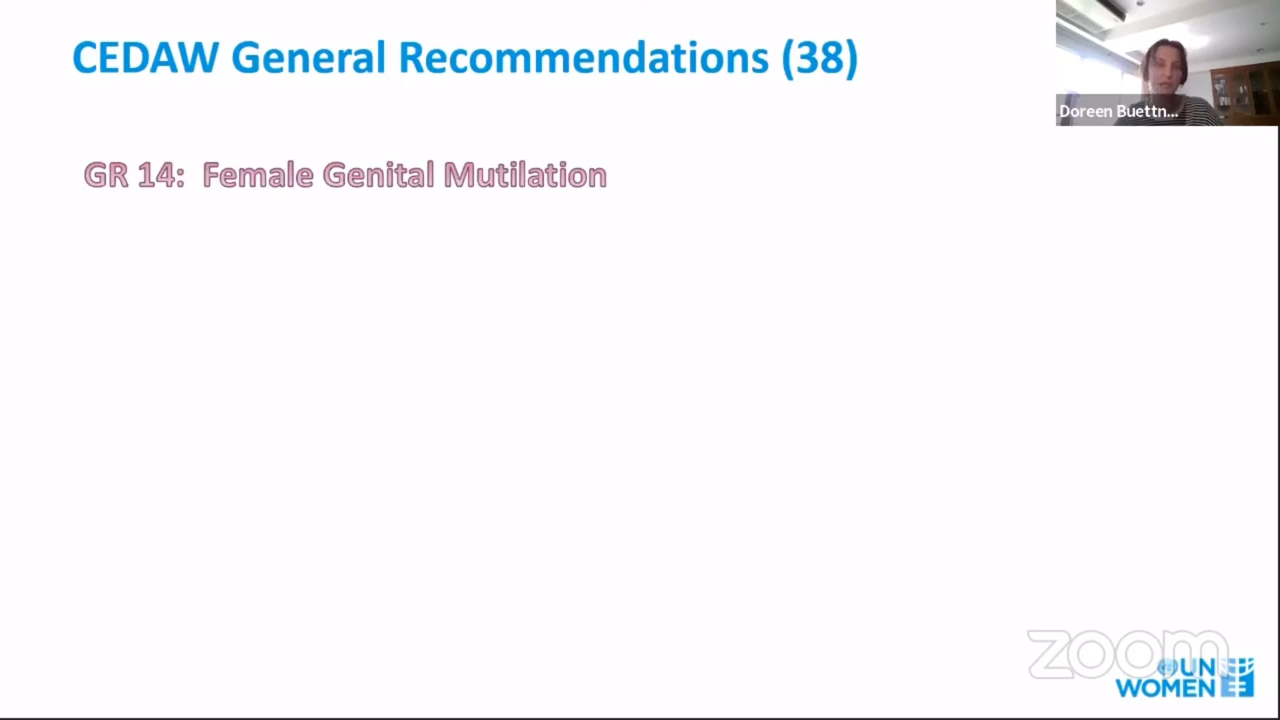 CEDAW General Recommendations (38)
Doreen Buettn...
GR 14: Female Genital Mutilation
zoom
UN
WOMEN